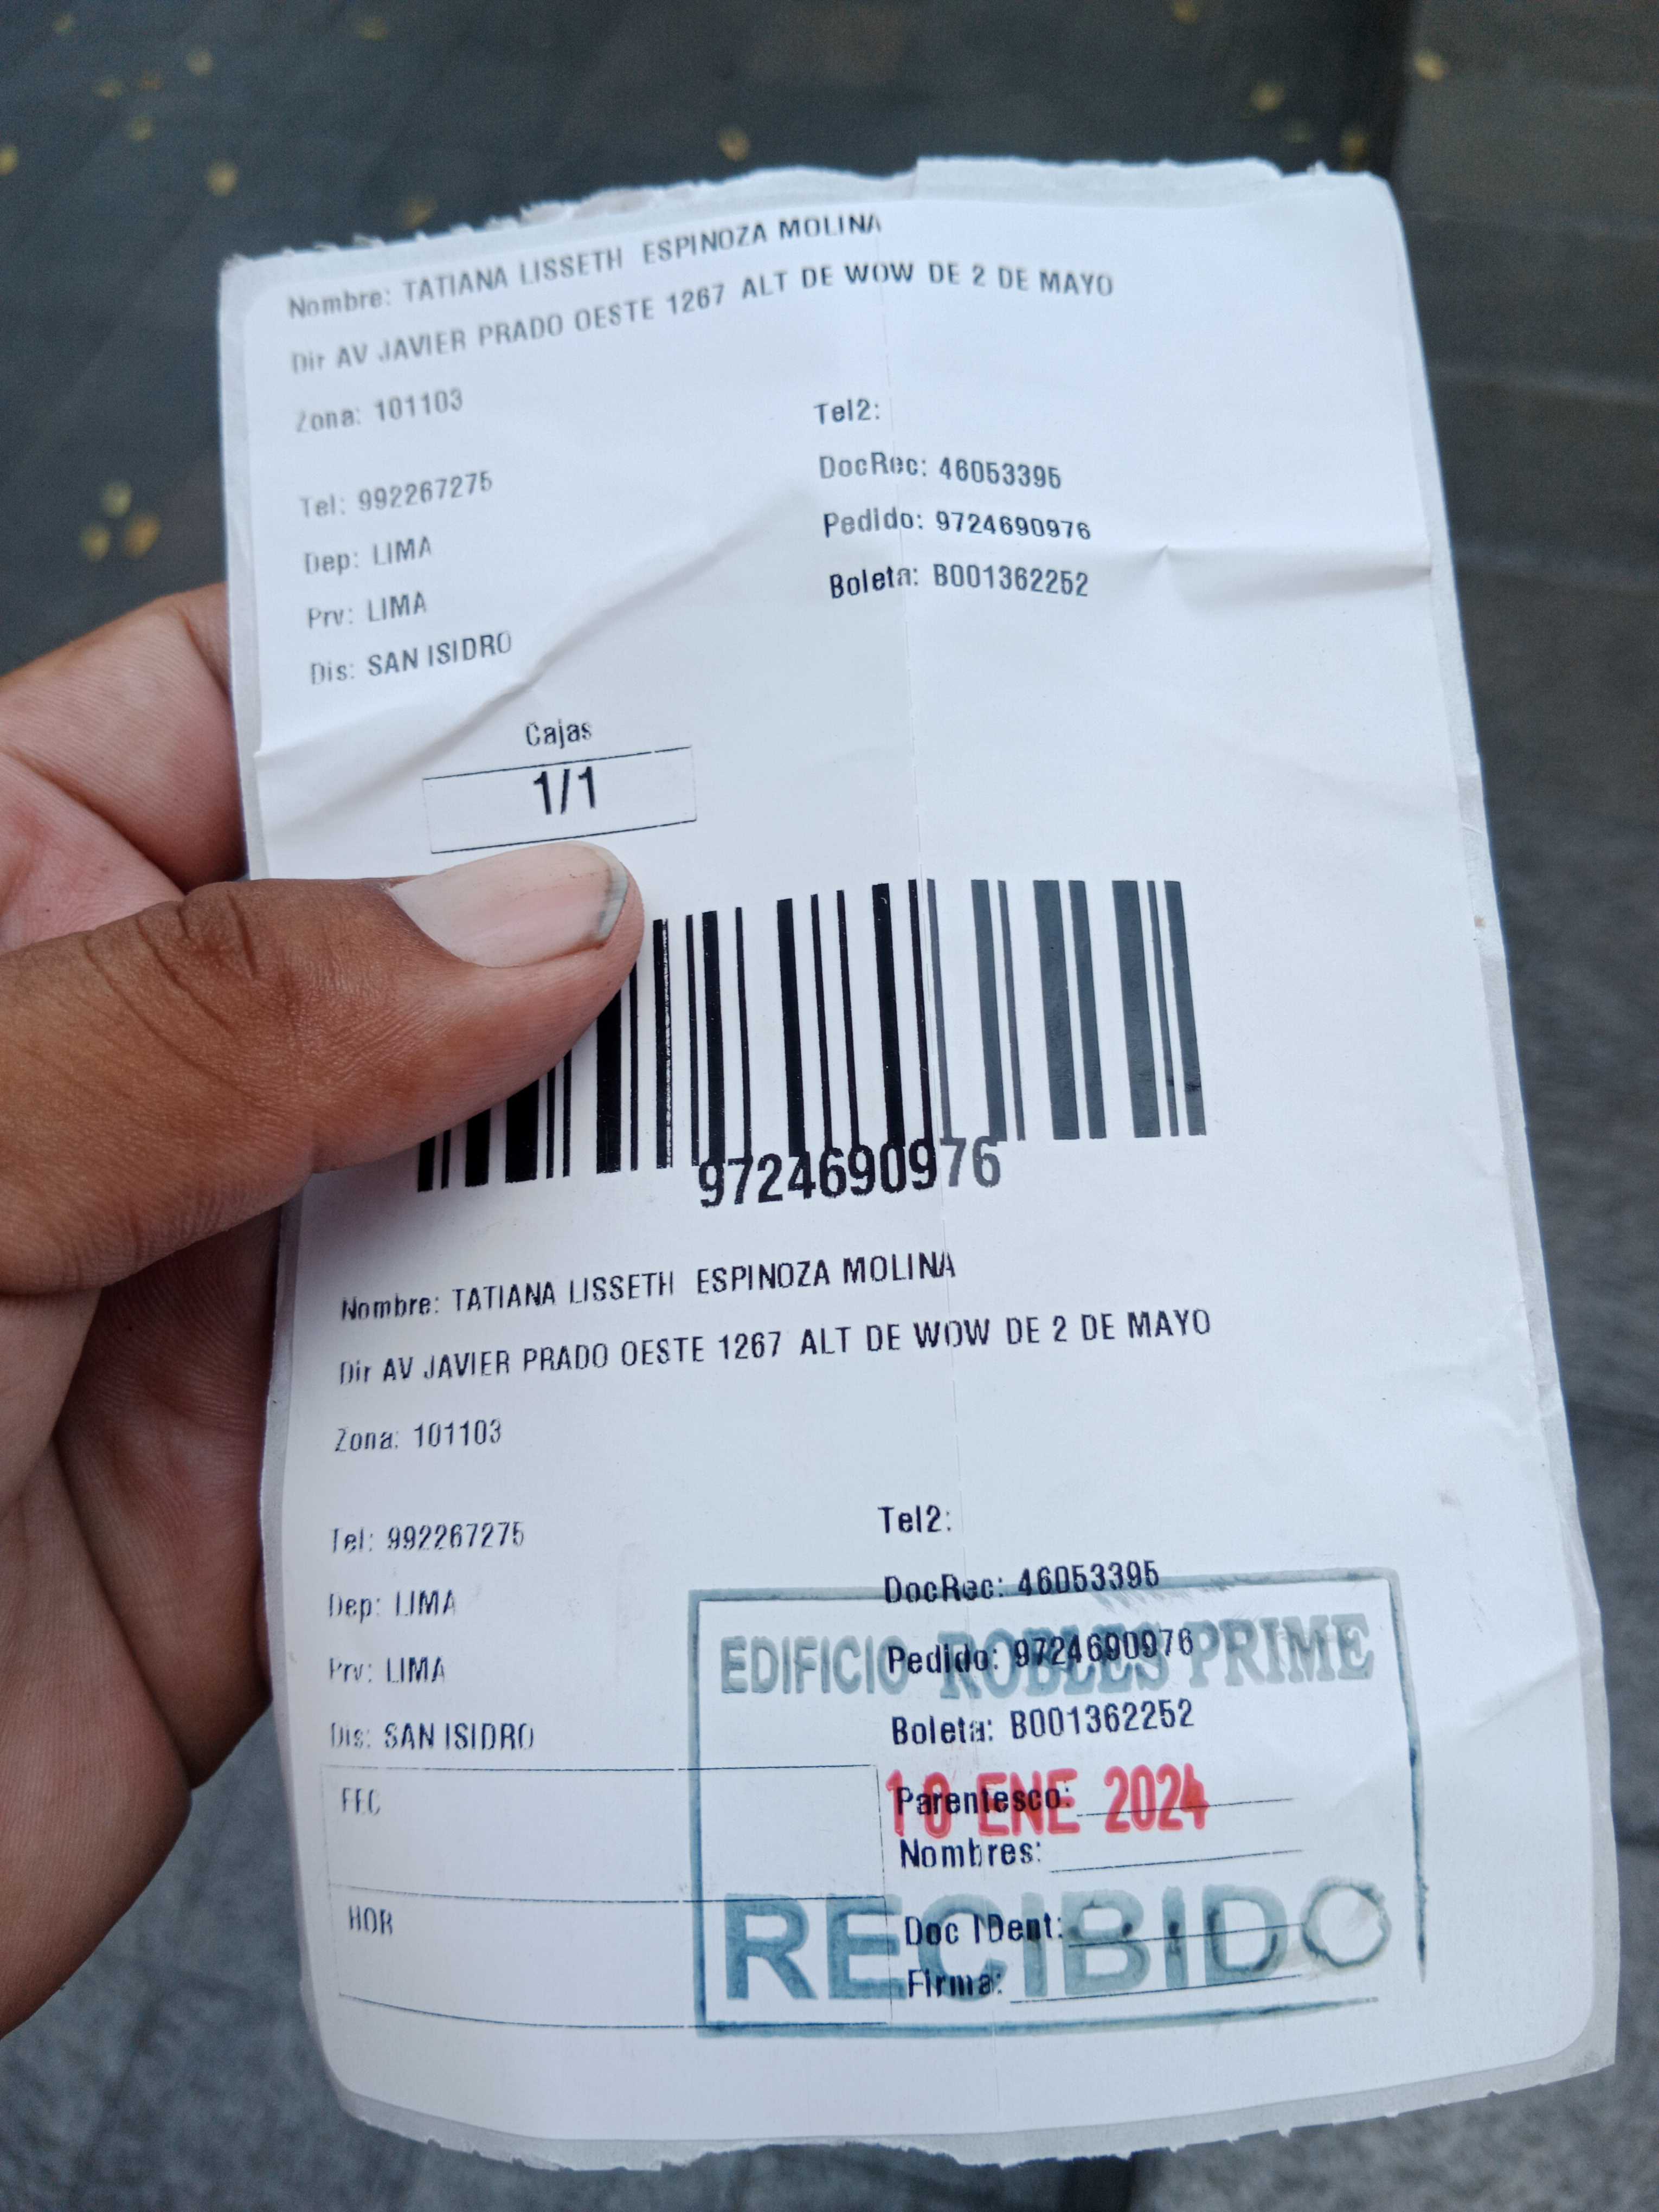 Nombre: TATIANA LISSETH ESPINOZA MOLINA
Dir AV JAVIER PRADO OESTE 1267 ALT DE WOW DE 2 DE MAYO
Zona: 101103
Tel2:
DocRec: 46053395
Tel: 992267275
Pedido: 9724690976
Dep: LIMA
Boleta: B001362252
Prv: LIMA
Dis: SAN ISIDRO
Cajas
1/1
9724690976
Nombre: TATIANA LISSETH ESPINOZA MOLINA
Dir AV JAVIER PRADO OESTE 1267 ALT DE WOW DE 2 DE MAYO
Zona: 101103
Tel2:
Tel: 992267275
DocRec: 46053395
Dep: LIMA
Pedido: 9724690976
EDIFICIO ROBLES PRIME
Prv: LIMA
Boleta: B001362252
Dis: SAN ISIDRO
FEC
Parentesco:
10 ENE 2024
Nombres:
HOR
Doc IDent:
RECIBIDO
Firma: